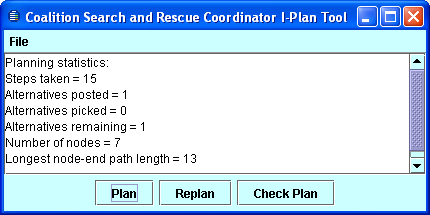 Coalition Search and Rescue Coordinator I-Plan Tool
File
Planning statistics:
Steps taken = 15
Alternatives posted = 1
Alternatives picked = 0
Alternatives remaining = 1
Number of nodes = 7
Longest node-end path length = 13
Plan Replan Check Plan